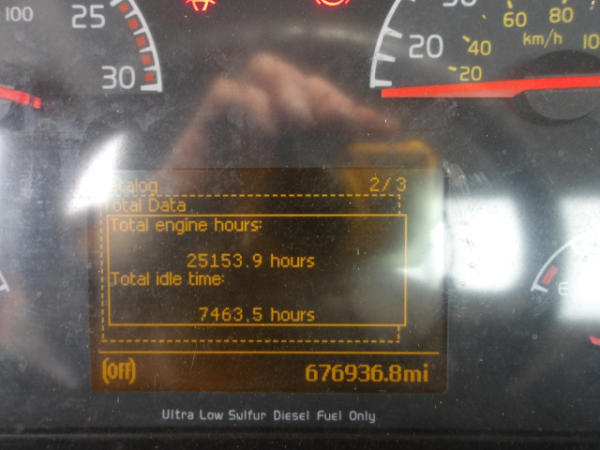 100
25
30
20
60
80
km/h
40
20
2/3
Total Data
Total engine hours:
25153.9 hours
Total idle time:
7463.5 hours
(off)
676936.8mi
Ultra Low Sulfur Diesel Fuel Only